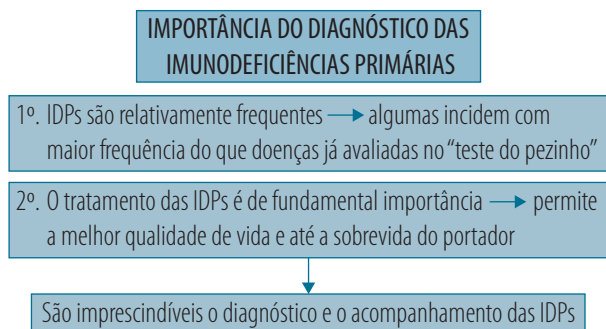 IMPORTÂNCIA DO DIAGNÓSTICO DAS
IMUNODEFICIÊNCIAS PRIMÁRIAS
1º. IDPs são relativamente frequentes → algumas incidem com
maior frequência do que doenças já avaliadas no "teste do pezinho"
2º. O tratamento das IDPs é de fundamental importância → permite
a melhor qualidade de vida e até a sobrevida do portador
São imprescindíveis o diagnóstico e o acompanhamento das IDPs